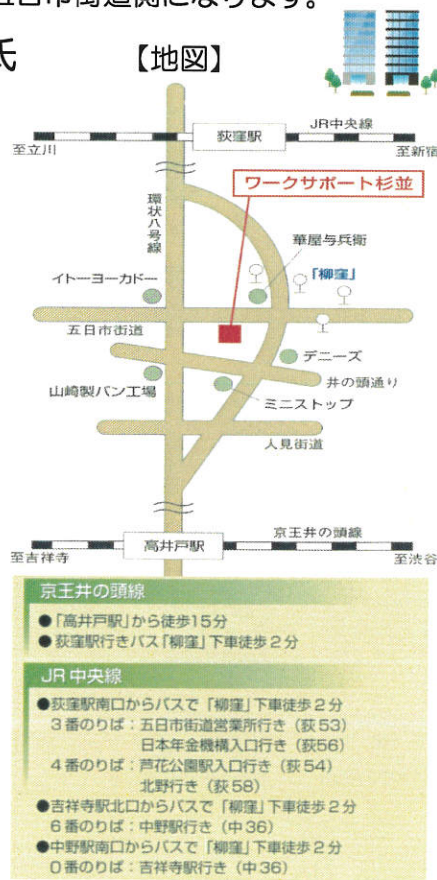 五日市街道側になります。
氏
【地図】
JR中央線
荻窪駅
至立川
至新宿
ワークサポート杉並
環状八号線
華屋与兵衛
イトーヨーカドー
「柳窪」
五日市街道
デニーズ
井の頭通り
山崎製パン工場
ミニストップ
人見街道
京王井の頭線
高井戸駅
至吉祥寺
至渋谷
京王井の頭線
●「高井戸駅」から徒歩15分
●荻窪駅行きバス「柳窪」下車徒歩2分
JR中央線
●荻窪駅南口からバスで「柳窪」下車徒歩2分
3番のりば：五日市街道営業所行き（荻53）
日本年金機構入口行き（荻56）
4番のりば：芦花公園駅入口行き（荻54）
北野行き（荻58）
●吉祥寺駅北口からバスで「柳窪」下車徒歩2分
6番のりば：中野駅行き（中36）
●中野駅南口からバスで「柳窪」下車徒歩2分
0番のりば：吉祥寺駅行き（中36）